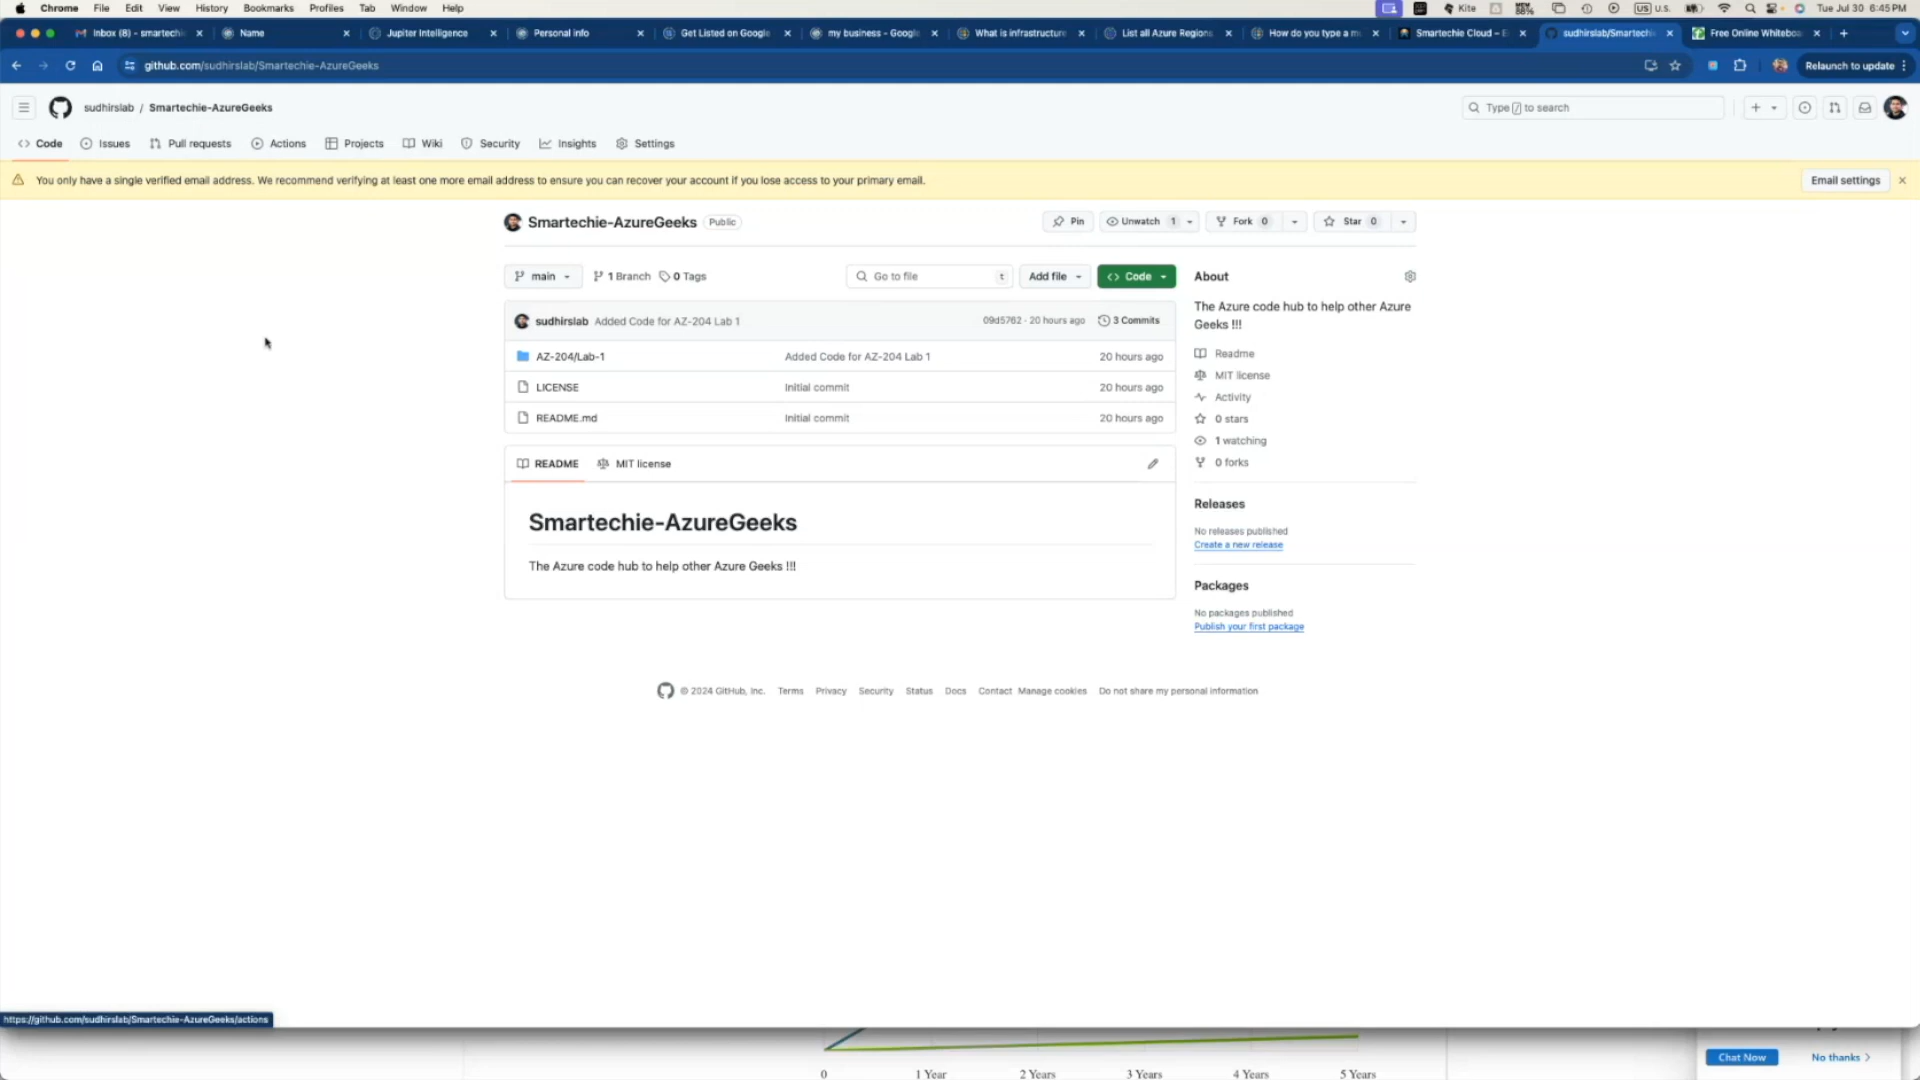 Chrome File Edit View History Bookmarks Profiles Tab Window Help Kite U.S. Tue Jul 30 6:45 PM
Inbox (8) - smartechi Name Jupiter Intelligence Personal info Get Listed on Google my business - Googl What is infrastructure List all Azure Regions How do you type a m Smartechie Cloud – E sudhirslab/Smartechi Free Online Whiteboa
github.com/sudhirslab/Smartechie-AzureGeeks Relaunch to update
sudhirslab / Smartechie-AzureGeeks Type / to search
Code Issues Pull requests Actions Projects Wiki Security Insights Settings
You only have a single verified email address. We recommend verifying at least one more email address to ensure you can recover your account if you lose access to your primary email. Email settings
Smartechie-AzureGeeks Public Pin Unwatch 1 Fork 0 Star 0
main 1 Branch 0 Tags Go to file t Add file Code About
The Azure code hub to help other Azure
Geeks !!!
sudhirslab Added Code for AZ-204 Lab 1 09d5762 · 20 hours ago 3 Commits
AZ-204/Lab-1 Added Code for AZ-204 Lab 1 20 hours ago
LICENSE Initial commit 20 hours ago
README.md Initial commit 20 hours ago
Readme
MIT license
Activity
0 stars
1 watching
0 forks
README MIT license
Smartechie-AzureGeeks
The Azure code hub to help other Azure Geeks !!!
Releases
No releases published
Create a new release
Packages
No packages published
Publish your first package
© 2024 GitHub, Inc. Terms Privacy Security Status Docs Contact Manage cookies Do not share my personal information
https://github.com/sudhirslab/Smartechie-AzureGeeks/actions
Chat Now No thanks
0 1 Year 2 Years 3 Years 4 Years 5 Years